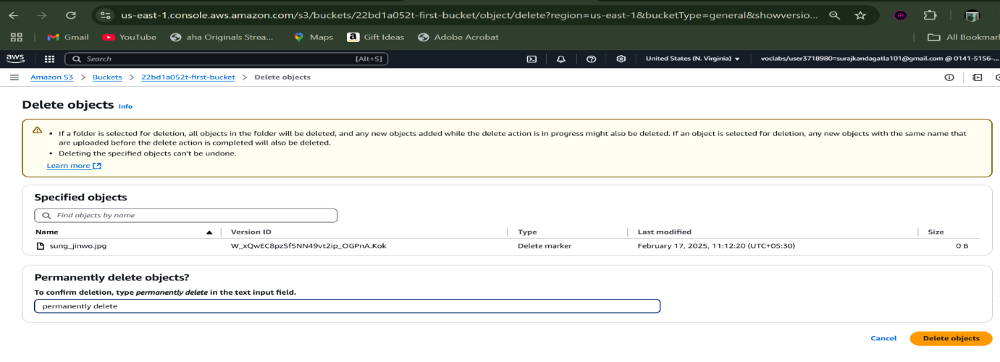 us-east-1.console.aws.amazon.com/s3/buckets/22bd1a052t-first-bucket/object/delete?region=us-east-1&bucketType=general&showversio...
Gmail YouTube aha Originals Strea... Maps Gift Ideas Adobe Acrobat All Bookmar
aws Search [Alt+S] United States (N. Virginia) voclabs/user3718980=surajkandagatla101@gmail.com @ 0141-5156-...
Amazon S3 > Buckets > 22bd1a052t-first-bucket > Delete objects
Delete objects Info
• If a folder is selected for deletion, all objects in the folder will be deleted, and any new objects added while the delete action is in progress might also be deleted. If an object is selected for deletion, any new objects with the same name that
are uploaded before the delete action is completed will also be deleted.
• Deleting the specified objects can't be undone.
Learn more
Specified objects
Find objects by name
Name Version ID Type Last modified Size
sung_jinwo.jpg W_xQwEC8pzSf5NN49vt2ip_OGPnA.Kok Delete marker February 17, 2025, 11:12:20 (UTC+05:30) 0 B
Permanently delete objects?
To confirm deletion, type permanently delete in the text input field.
permanently delete
Cancel Delete objects